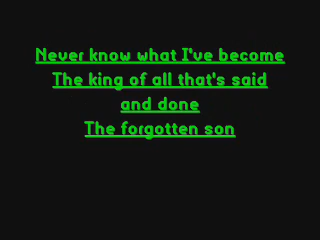 Never know what I've become
The king of all that's said
and done
The forgotten son